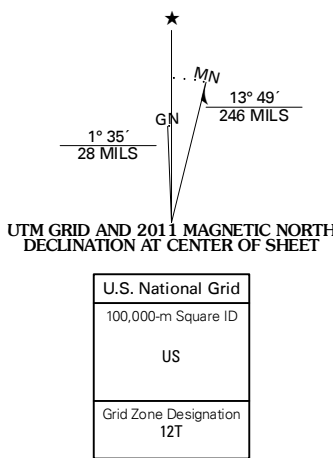 ★
MN
GN
13° 49´
246 MILS
1° 35´
28 MILS
UTM GRID AND 2011 MAGNETIC NORTH
DECLINATION AT CENTER OF SHEET
U.S. National Grid
100,000-m Square ID
US
Grid Zone Designation
12T